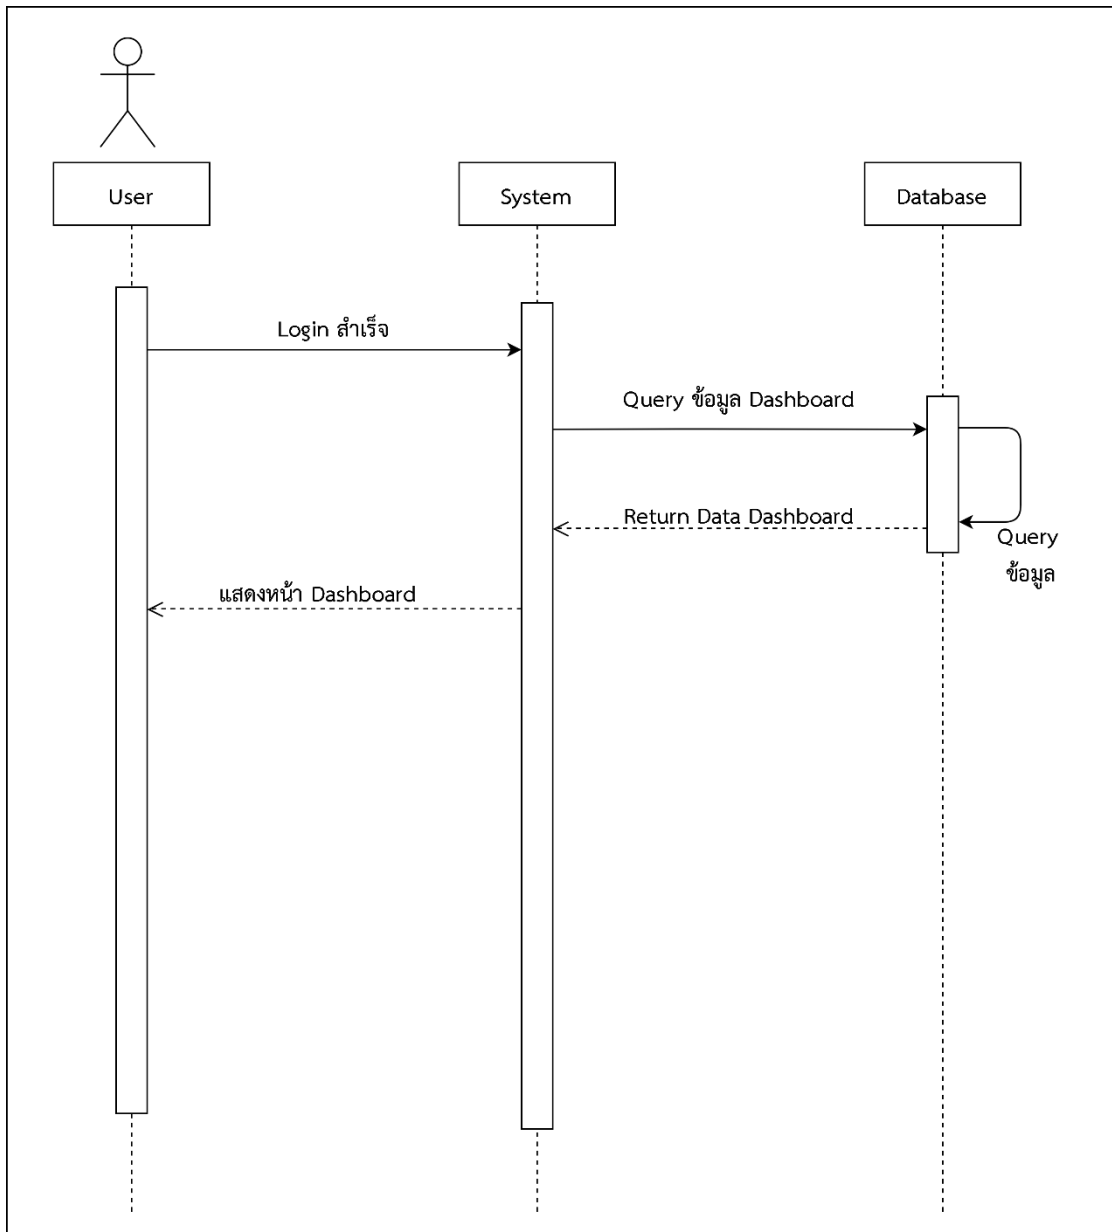 User
System
Database
Login สำเร็จ
Query ข้อมูล Dashboard
Return Data Dashboard
Query
ข้อมูล
แสดงหน้า Dashboard